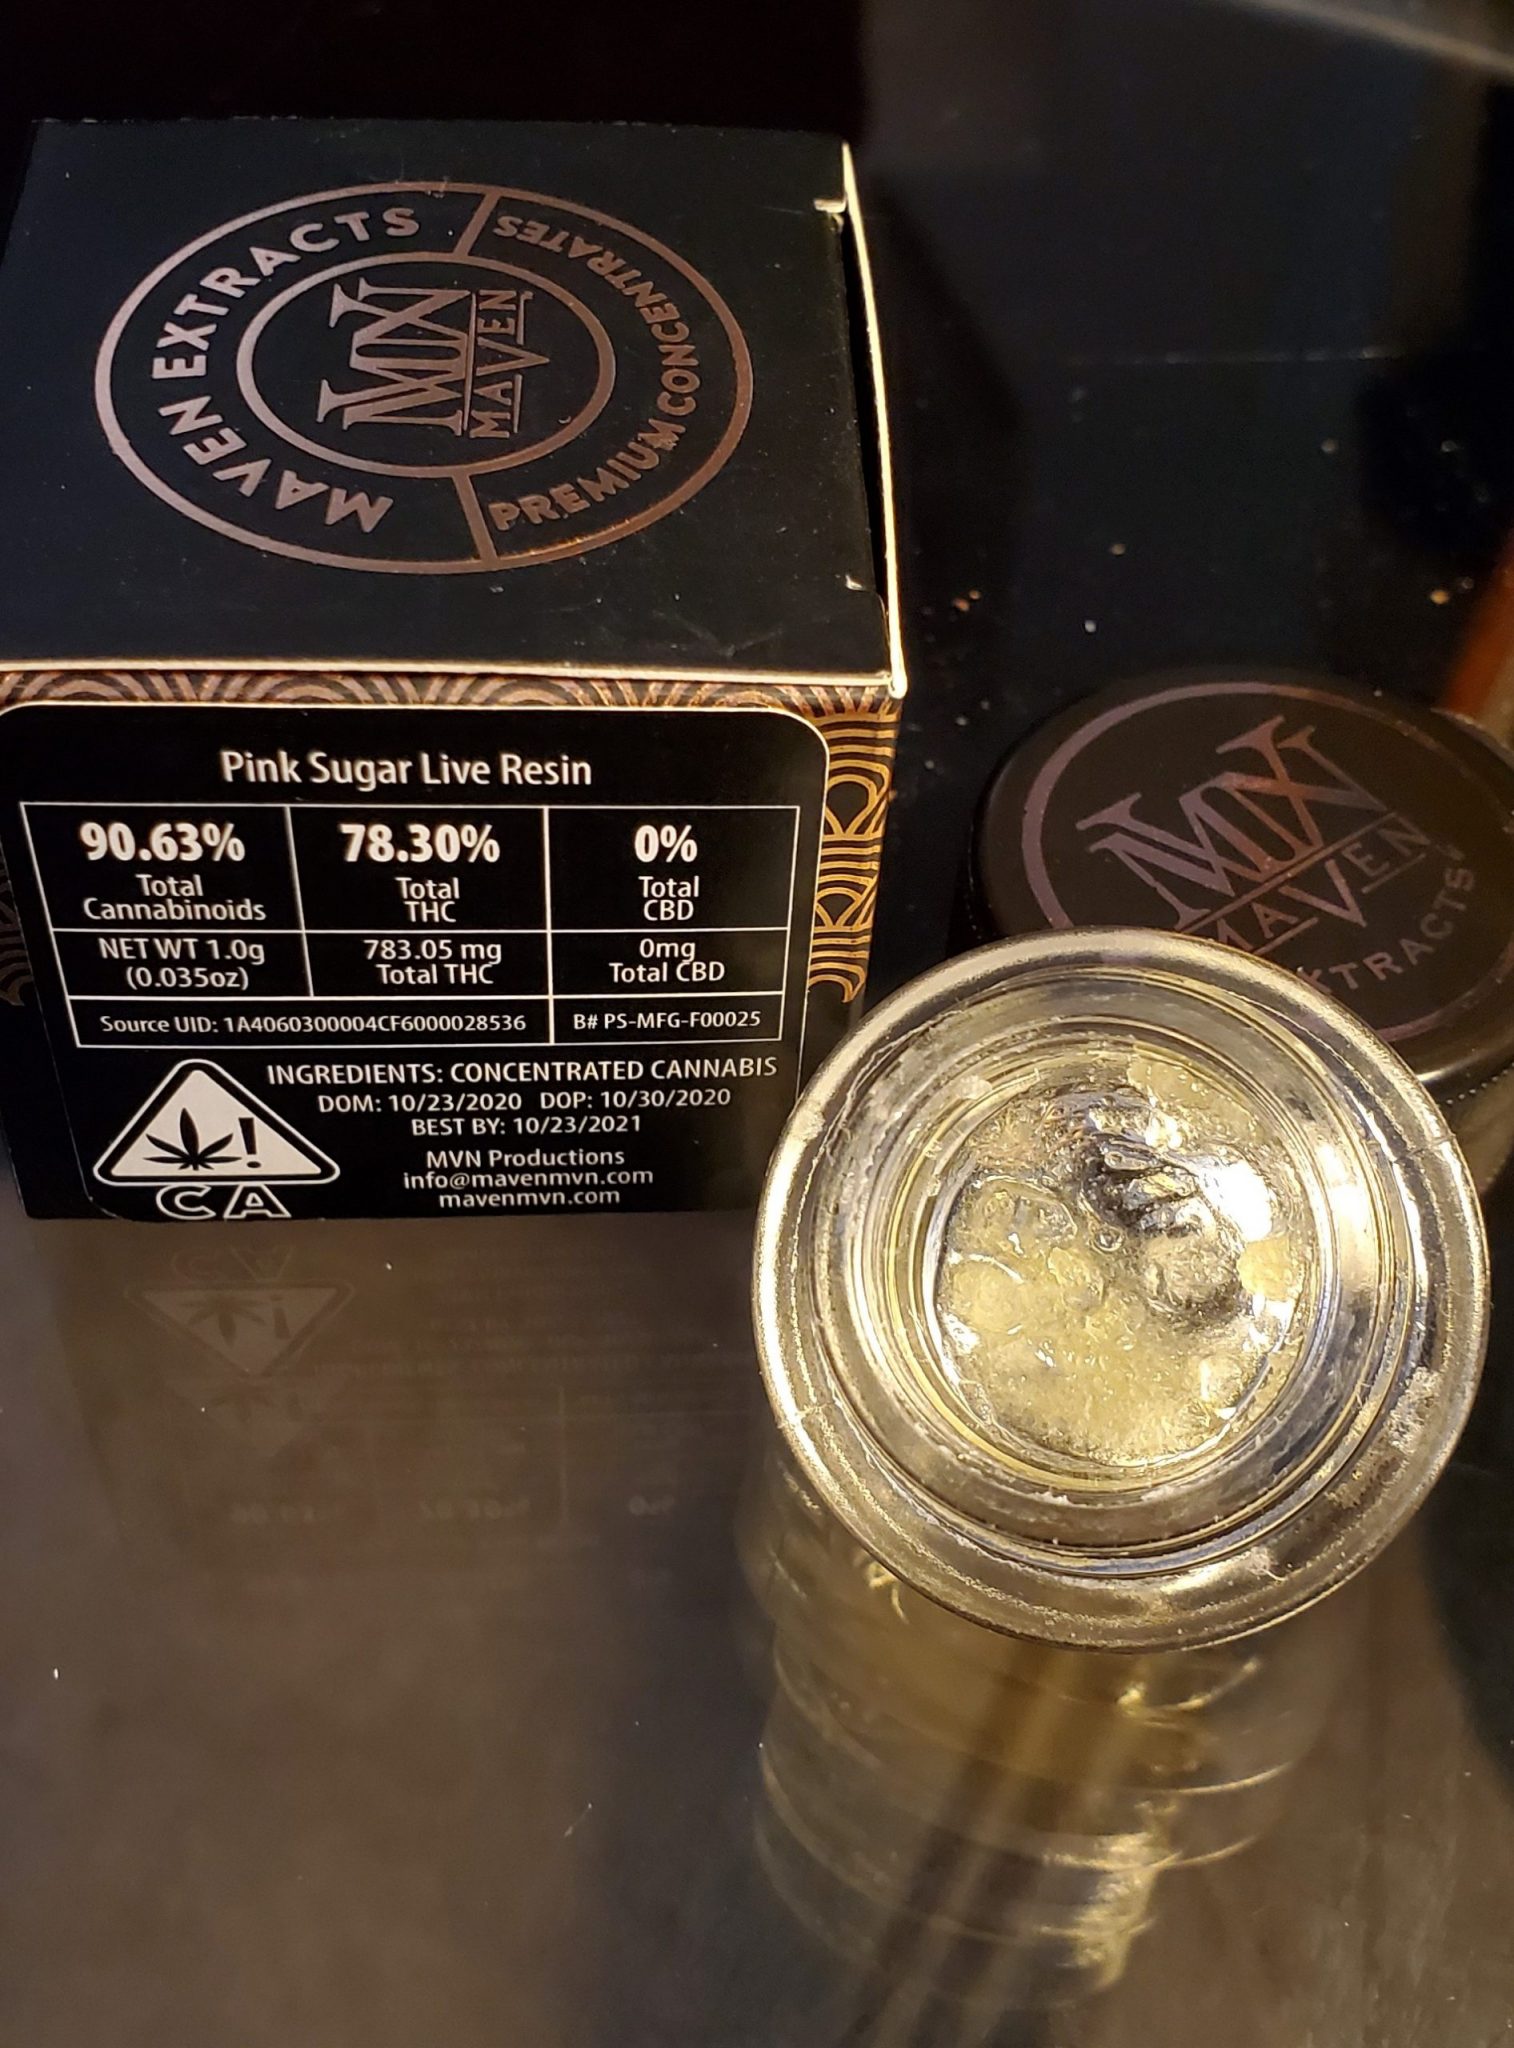 MAVEN EXTRACTS
PREMIUM CONCENTRATES
MVN
MAVEN
Pink Sugar Live Resin
90.63%
Total
Cannabinoids
78.30%
Total
THC
0%
Total
CBD
NET WT 1.0g
(0.035oz)
783.05 mg
Total THC
0mg
Total CBD
Source UID: 1A4060300004CF6000028536
B# PS-MFG-F00025
INGREDIENTS: CONCENTRATED CANNABIS
DOM: 10/23/2020 DOP: 10/30/2020
BEST BY: 10/23/2021
MVN Productions
info@mavenmvn.com
mavenmvn.com
!
CA
MVN
MAVEN
EXTRACTS